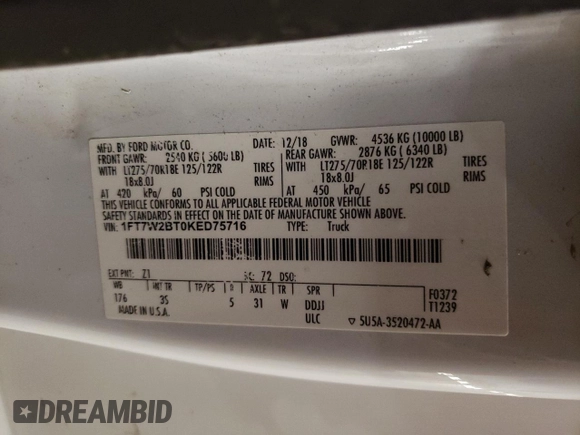 MFD. BY FORD MOTOR CO. DATE: 12/18 GVWR: 4536 KG (10000 LB)
FRONT GAWR: 2540 KG (5600 LB) REAR GAWR: 2876 KG (6340 LB)
WITH LT275/70R18E 125/122R TIRES WITH LT275/70R18E 125/122R TIRES
18x8.0J RIMS 18x8.0J RIMS
AT 420 kPa/ 60 PSI COLD AT 450 kPa/ 65 PSI COLD
THIS VEHICLE CONFORMS TO ALL APPLICABLE FEDERAL MOTOR VEHICLE
SAFETY STANDARDS IN EFFECT ON THE DATE OF MANUFACTURE SHOWN ABOVE.
VIN: 1FT7W2BT0KED75716 TYPE: Truck
EXT PNT: Z1 RC: 72 DSO:
WB INT TR TP/PS R AXLE TR SPR F0372
176 3S 5 31 W DDJJ T1239
MADE IN U.S.A. ULC ▽ 5U5A-3520472-AA
DREAMBID